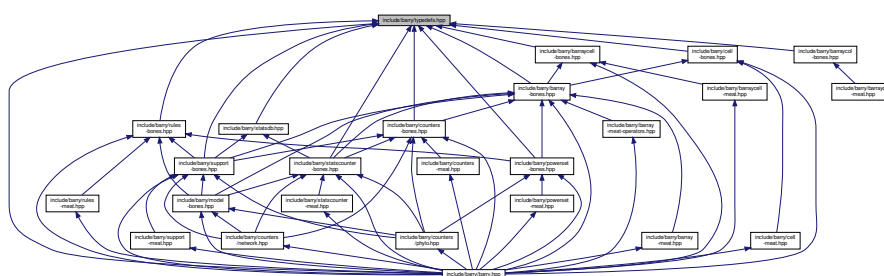 include/barry/typedefs.hpp
include/barry/barraycell
-bones.hpp
include/barry/cell
-bones.hpp
include/barry/barraycol
-bones.hpp
include/barry/barray
-bones.hpp
include/barry/barraycell
-meat.hpp
include/barry/barrayc
-meat.hpp
include/barry/rules
-bones.hpp
include/barry/statsdb.hpp
include/barry/counters
-bones.hpp
include/barry/barray
-meat-operators.hpp
include/barry/support
-bones.hpp
include/barry/statscounter
-bones.hpp
include/barry/counters
-meat.hpp
include/barry/powerset
-bones.hpp
include/barry/rules
-meat.hpp
include/barry/model
-bones.hpp
include/barry/statscounter
-meat.hpp
include/barry/powerset
-meat.hpp
include/barry/support
-meat.hpp
include/barry/counters
/network.hpp
include/barry/counters
/phylo.hpp
include/barry/barray
-meat.hpp
include/barry/cell
-meat.hpp
include/barry/barry.hpp